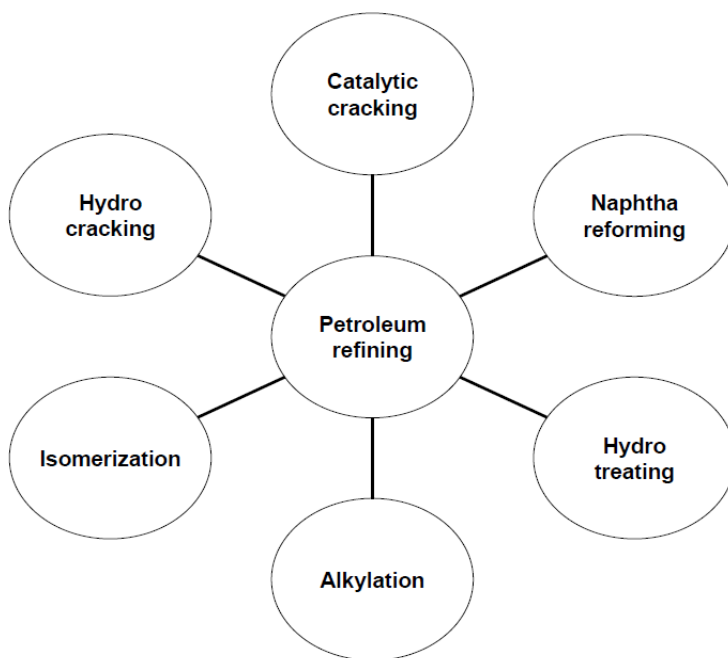 Catalytic
cracking
Hydro
cracking
Naphtha
reforming
Petroleum
refining
Isomerization
Hydro
treating
Alkylation